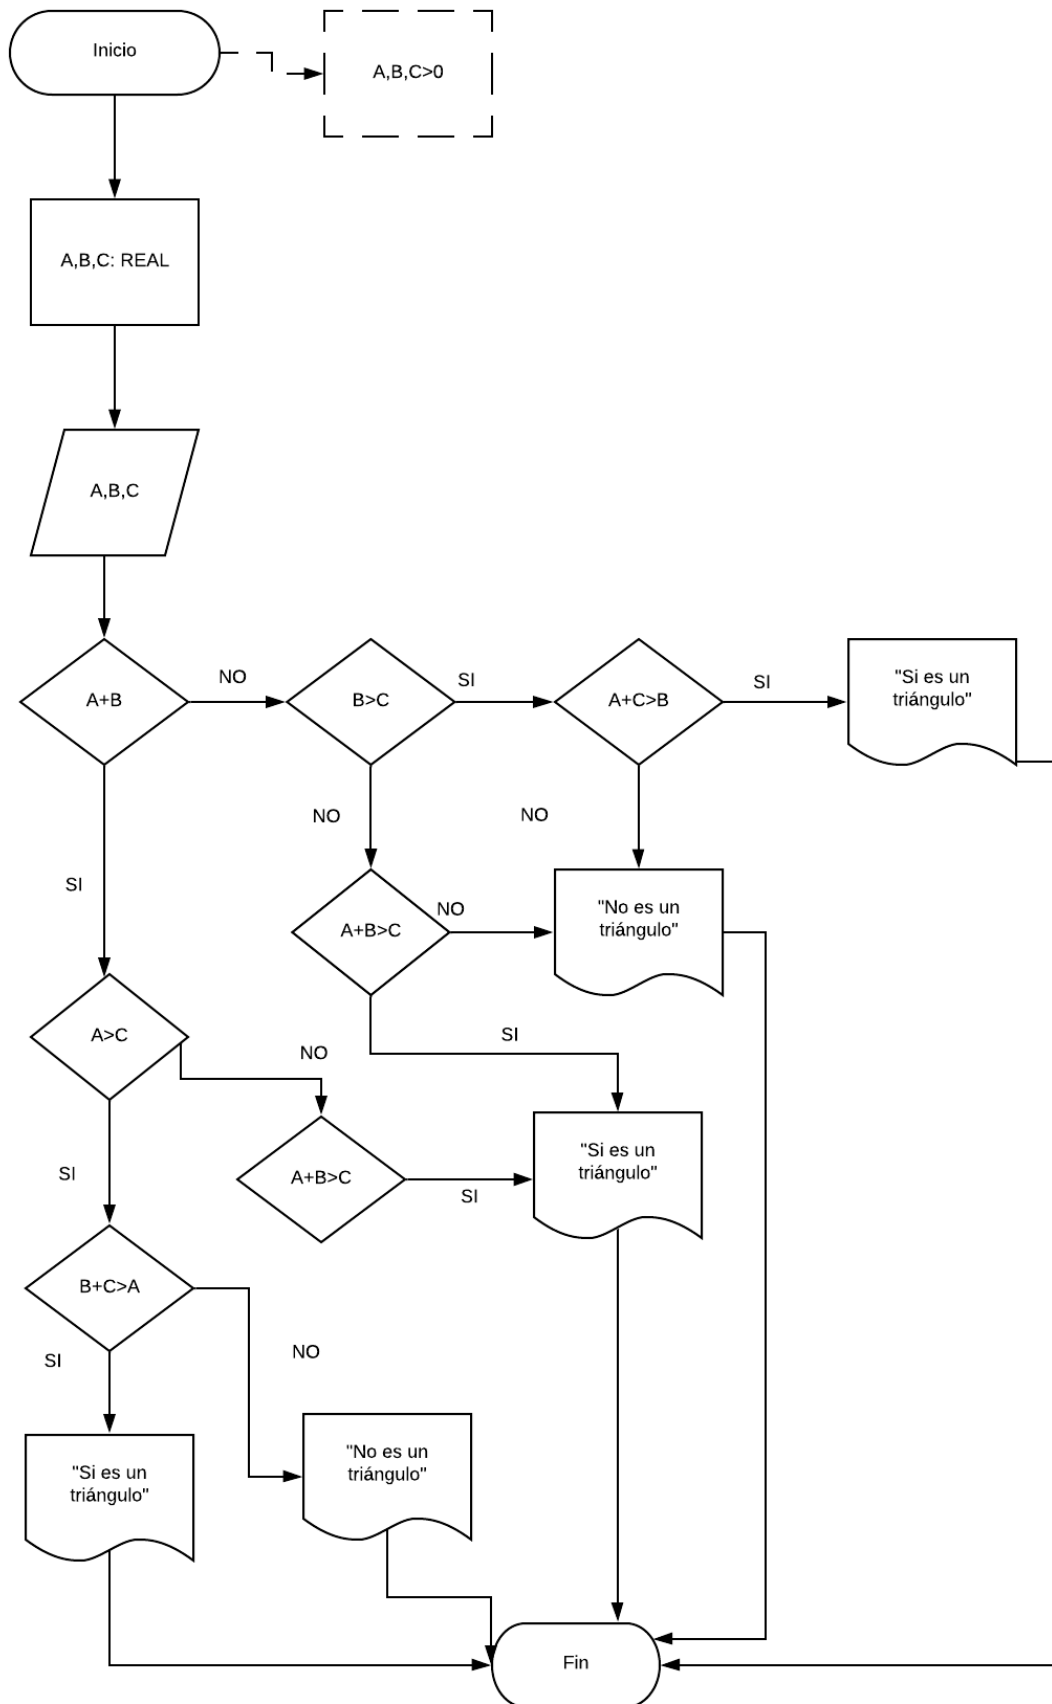 Inicio
A,B,C>0
A,B,C: REAL
A,B,C
A+B
NO
B>C
SI
A+C>B
SI
"Si es un
triángulo"
NO
NO
SI
A+B>C
NO
"No es un
triángulo"
A>C
NO
SI
SI
A+B>C
SI
"Si es un
triángulo"
B+C>A
SI
NO
"Si es un
triángulo"
"No es un
triángulo"
Fin